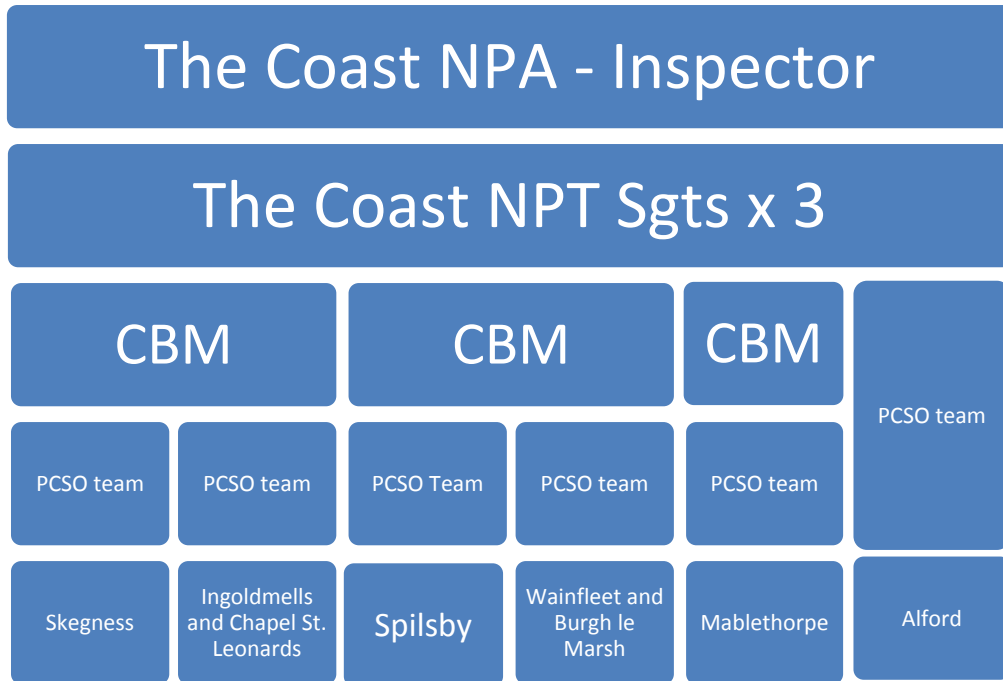 The Coast NPA - Inspector
The Coast NPT Sgts x 3
CBM
CBM
CBM
PCSO team
PCSO team
PCSO team
PCSO Team
PCSO team
PCSO team
Skegness
Ingoldmells
and Chapel St.
Leonards
Spilsby
Wainfleet and
Burgh le
Marsh
Mablethorpe
Alford